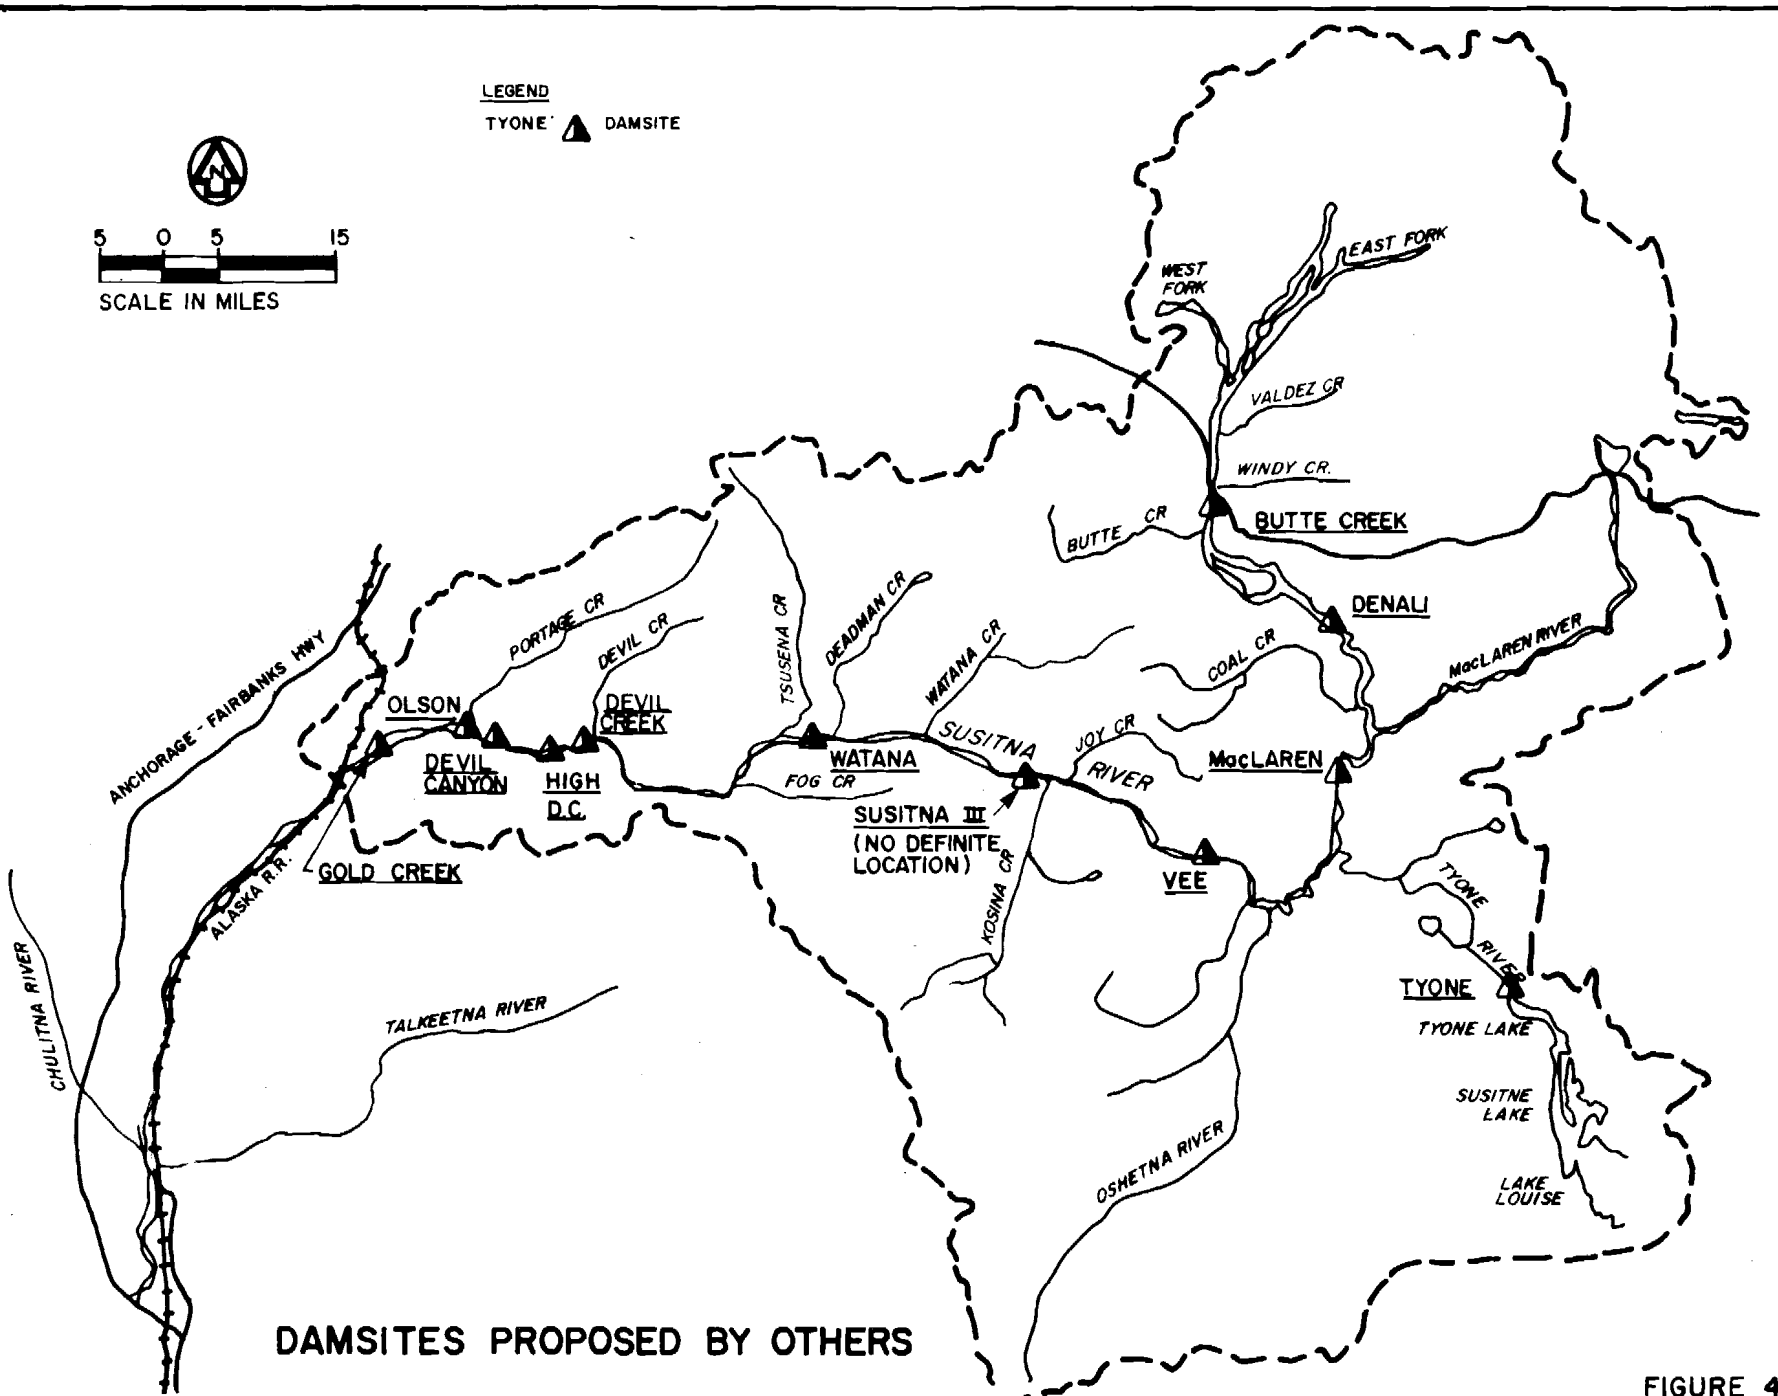 LEGEND
TYONE DAMSITE
N
5 0 5 15
SCALE IN MILES
EAST FORK
WEST
FORK
VALDEZ CR
WINDY CR.
BUTTE CR
BUTTE CREEK
DENALI
MacLAREN RIVER
COAL CR
PORTAGE CR
DEVIL CR
TSUSENA CR
DEADMAN CR
WATANA CR
ANCHORAGE - FAIRBANKS HWY
OLSON
DEVIL
CREEK
DEVIL
CANYON
HIGH
D.C.
WATANA
FOG CR
SUSITNA
RIVER
JOY CR
MacLAREN
SUSITNA III
(NO DEFINITE
LOCATION)
VEE
GOLD CREEK
ALASKA R.R.
KOSINA CR
TYONE
RIVER
TYONE
TYONE LAKE
CHULITNA RIVER
TALKEETNA RIVER
SUSITNE
LAKE
OSHETNA RIVER
LAKE
LOUISE
DAMSITES PROPOSED BY OTHERS
FIGURE 4